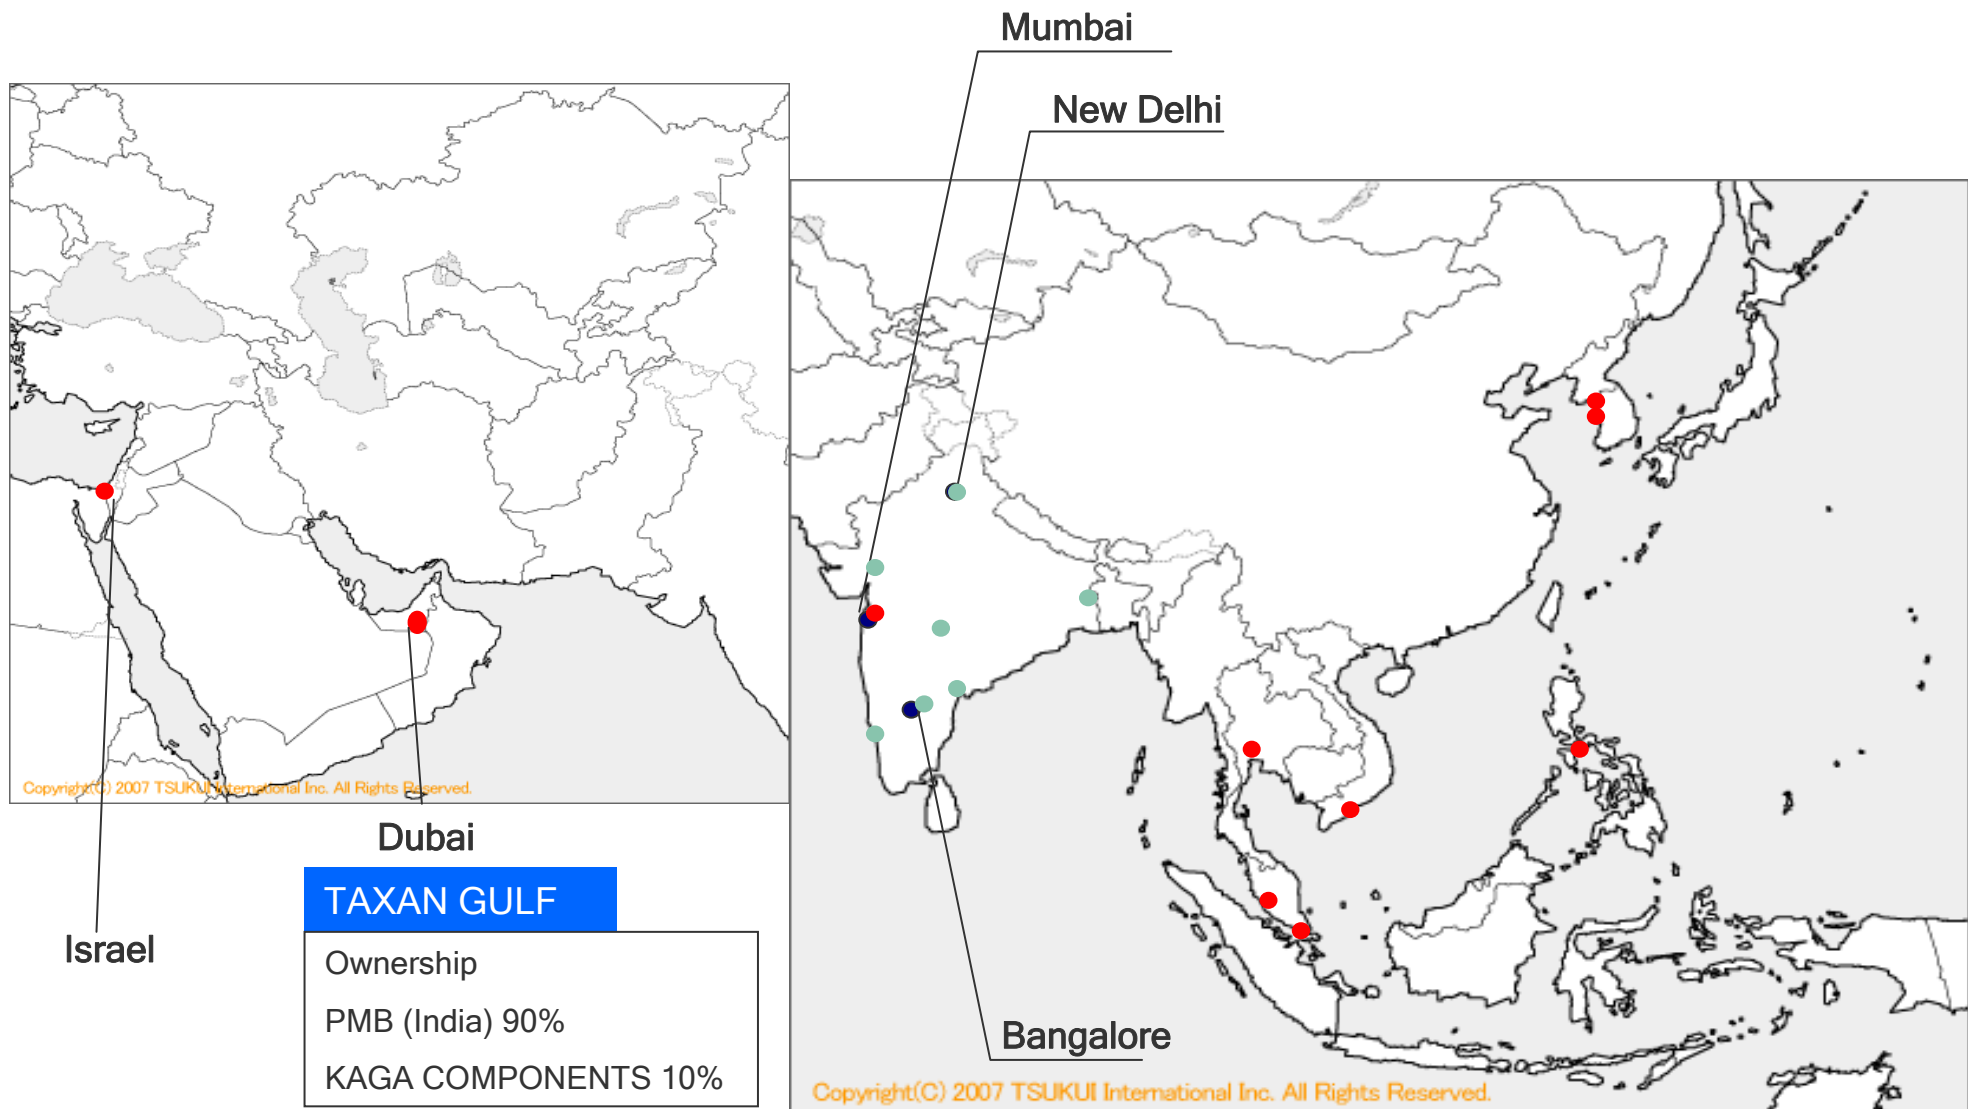 Mumbai
New Delhi
Copyright(C) 2007 TSUKUI International Inc. All Rights Reserved.
Dubai
TAXAN GULF
Israel
Ownership
PMB (India) 90%
KAGA COMPONENTS 10%
Bangalore
Copyright(C) 2007 TSUKUI International Inc. All Rights Reserved.